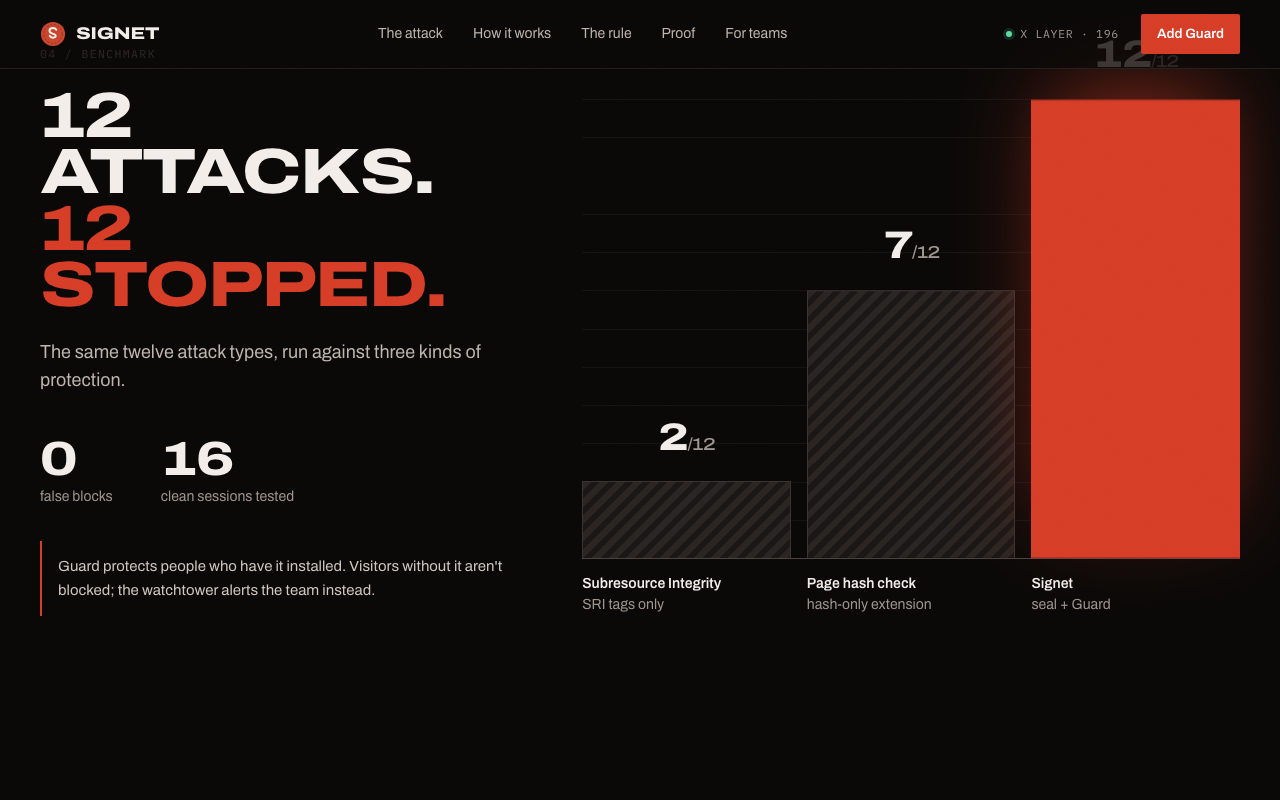 S SIGNET
The attack
How it works
The rule
Proof
For teams
X LAYER · 196
Add Guard
04 / BENCHMARK
12
ATTACKS.
12
STOPPED.
The same twelve attack types, run against three kinds of
protection.
0
false blocks
16
clean sessions tested
Guard protects people who have it installed. Visitors without it aren't
blocked; the watchtower alerts the team instead.
2/12
7/12
12/12
Subresource Integrity
SRI tags only
Page hash check
hash-only extension
Signet
seal + Guard